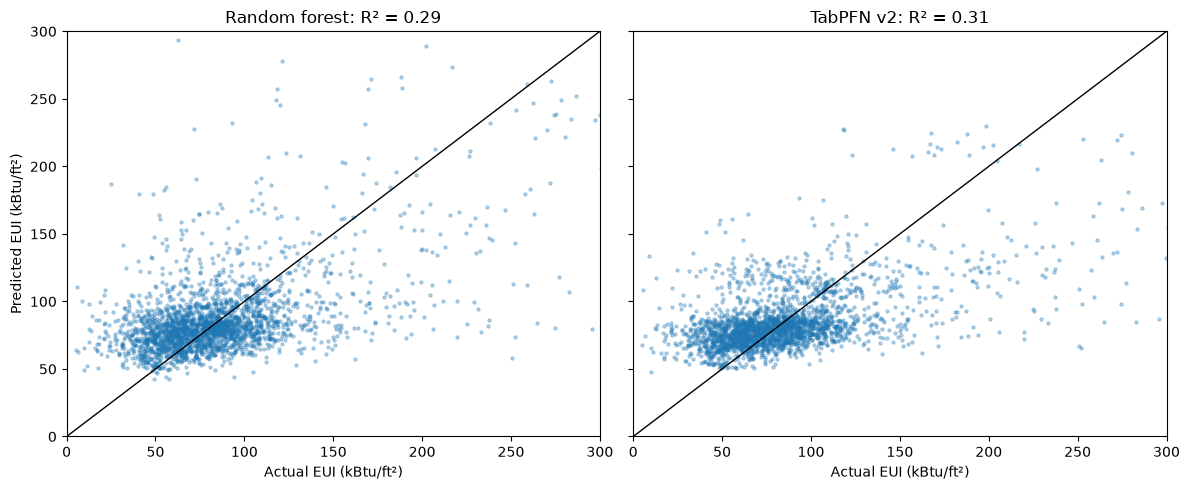 Random forest: R² = 0.29
300
250
200
150
100
50
0
Predicted EUI (kBtu/ft²)
0 50 100 150 200 250 300
Actual EUI (kBtu/ft²)
TabPFN v2: R² = 0.31
0 50 100 150 200 250 300
Actual EUI (kBtu/ft²)